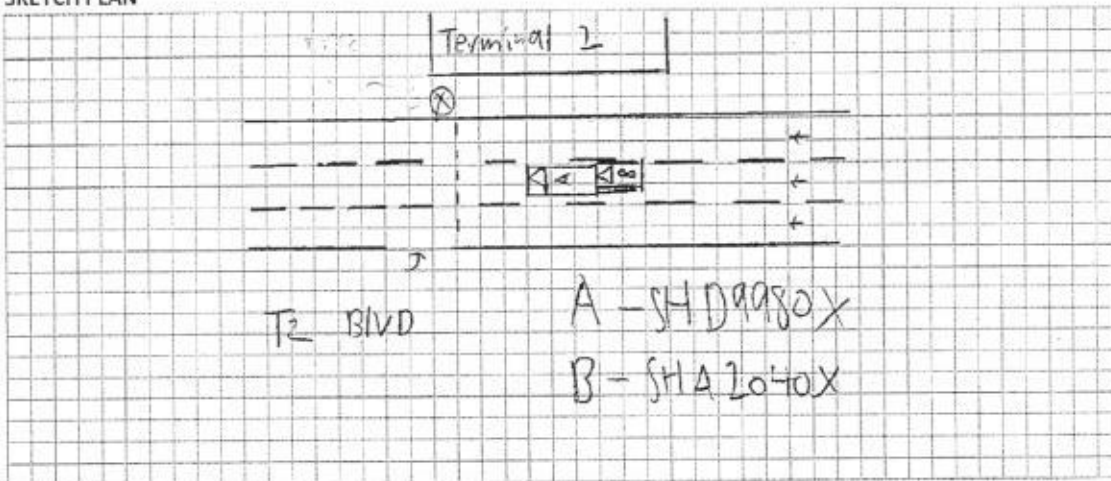 SKETCH PLAN
Terminal 2
A
B
T2 BLVD
A - SHD9980X
B - SHA2040X